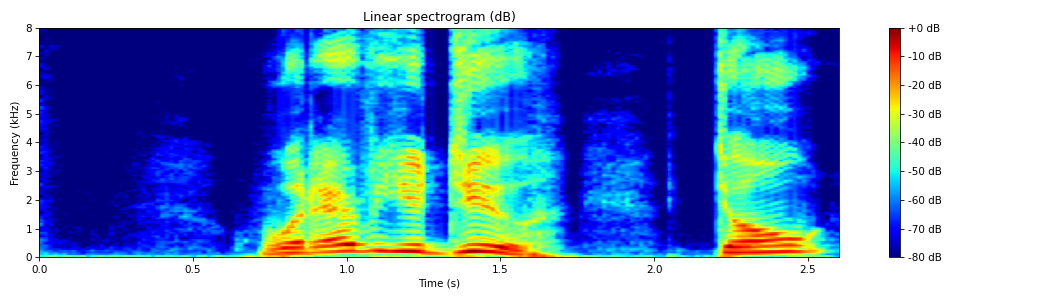 Linear spectrogram (dB)
8
7
6
5
4
3
2
1
0
Frequency (kHz)
0.0
0.5
1.0
1.5
2.0
2.5
Time (s)
+0 dB
-10 dB
-20 dB
-30 dB
-40 dB
-50 dB
-60 dB
-70 dB
-80 dB